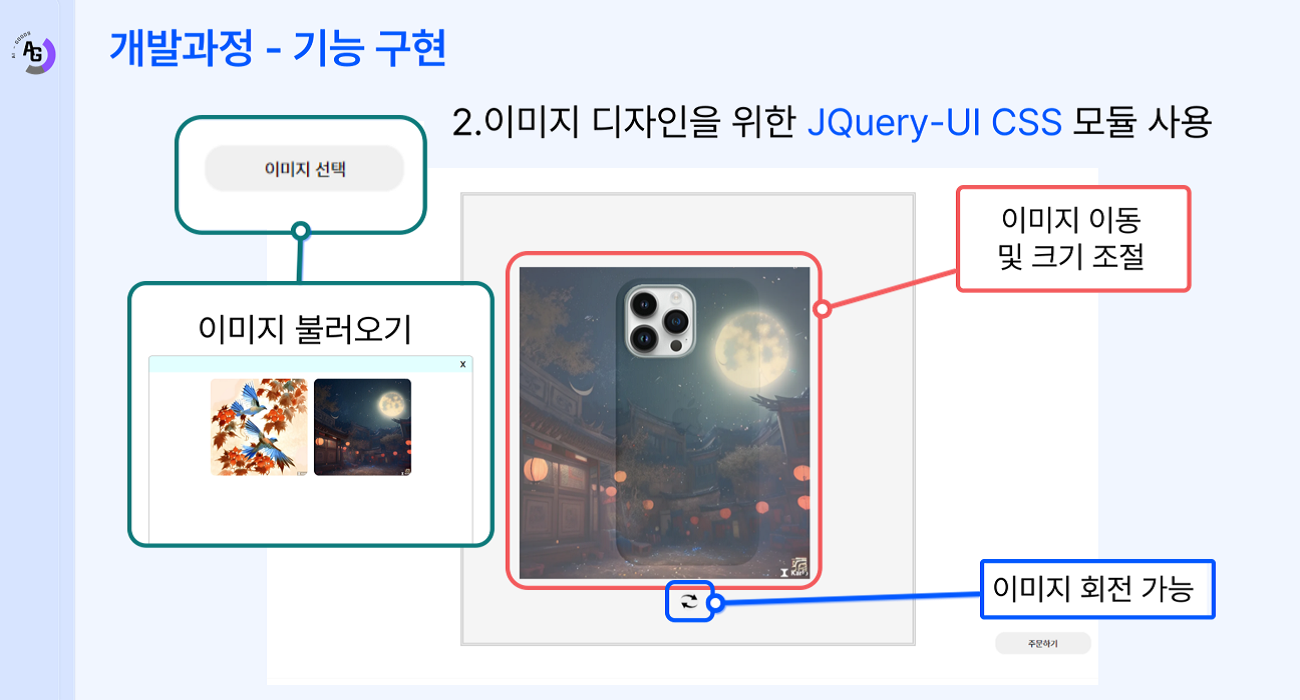 AI - GOODS
AG
개발과정 - 기능 구현
2.이미지 디자인을 위한 JQuery-UI CSS 모듈 사용
이미지 선택
이미지 이동
및 크기 조절
이미지 불러오기
x
이미지 회전 가능
주문하기